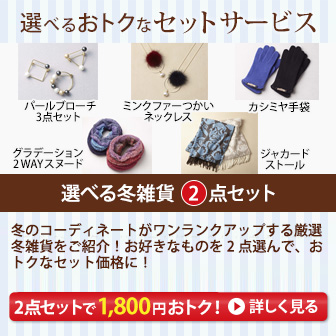 選べるおトクなセットサービス
パールブローチ
3点セット
ミンクファーつかい
ネックレス
カシミヤ手袋
グラデーション
2WAYスヌード
ジャカード
ストール
選べる冬雑貨2点セット
冬のコーディネートがワンランクアップする厳選
冬雑貨をご紹介！お好きなものを2点選んで、お
トクなセット価格に！
2点セットで1,800円おトク！ 詳しく見る